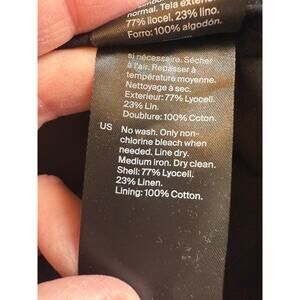 normal. Tela exterior:
77% liocel. 23% lino.
Forro: 100% algodón.
si nécessaire. Sécher
à l'air. Repasser à
température moyenne.
Nettoyage à sec.
Exterieur: 77% Lyocell.
23% Lin.
Doublure: 100% Coton.
US No wash. Only non-
chlorine bleach when
needed. Line dry.
Medium iron. Dry clean.
Shell: 77% Lyocell.
23% Linen.
Lining: 100% Cotton.